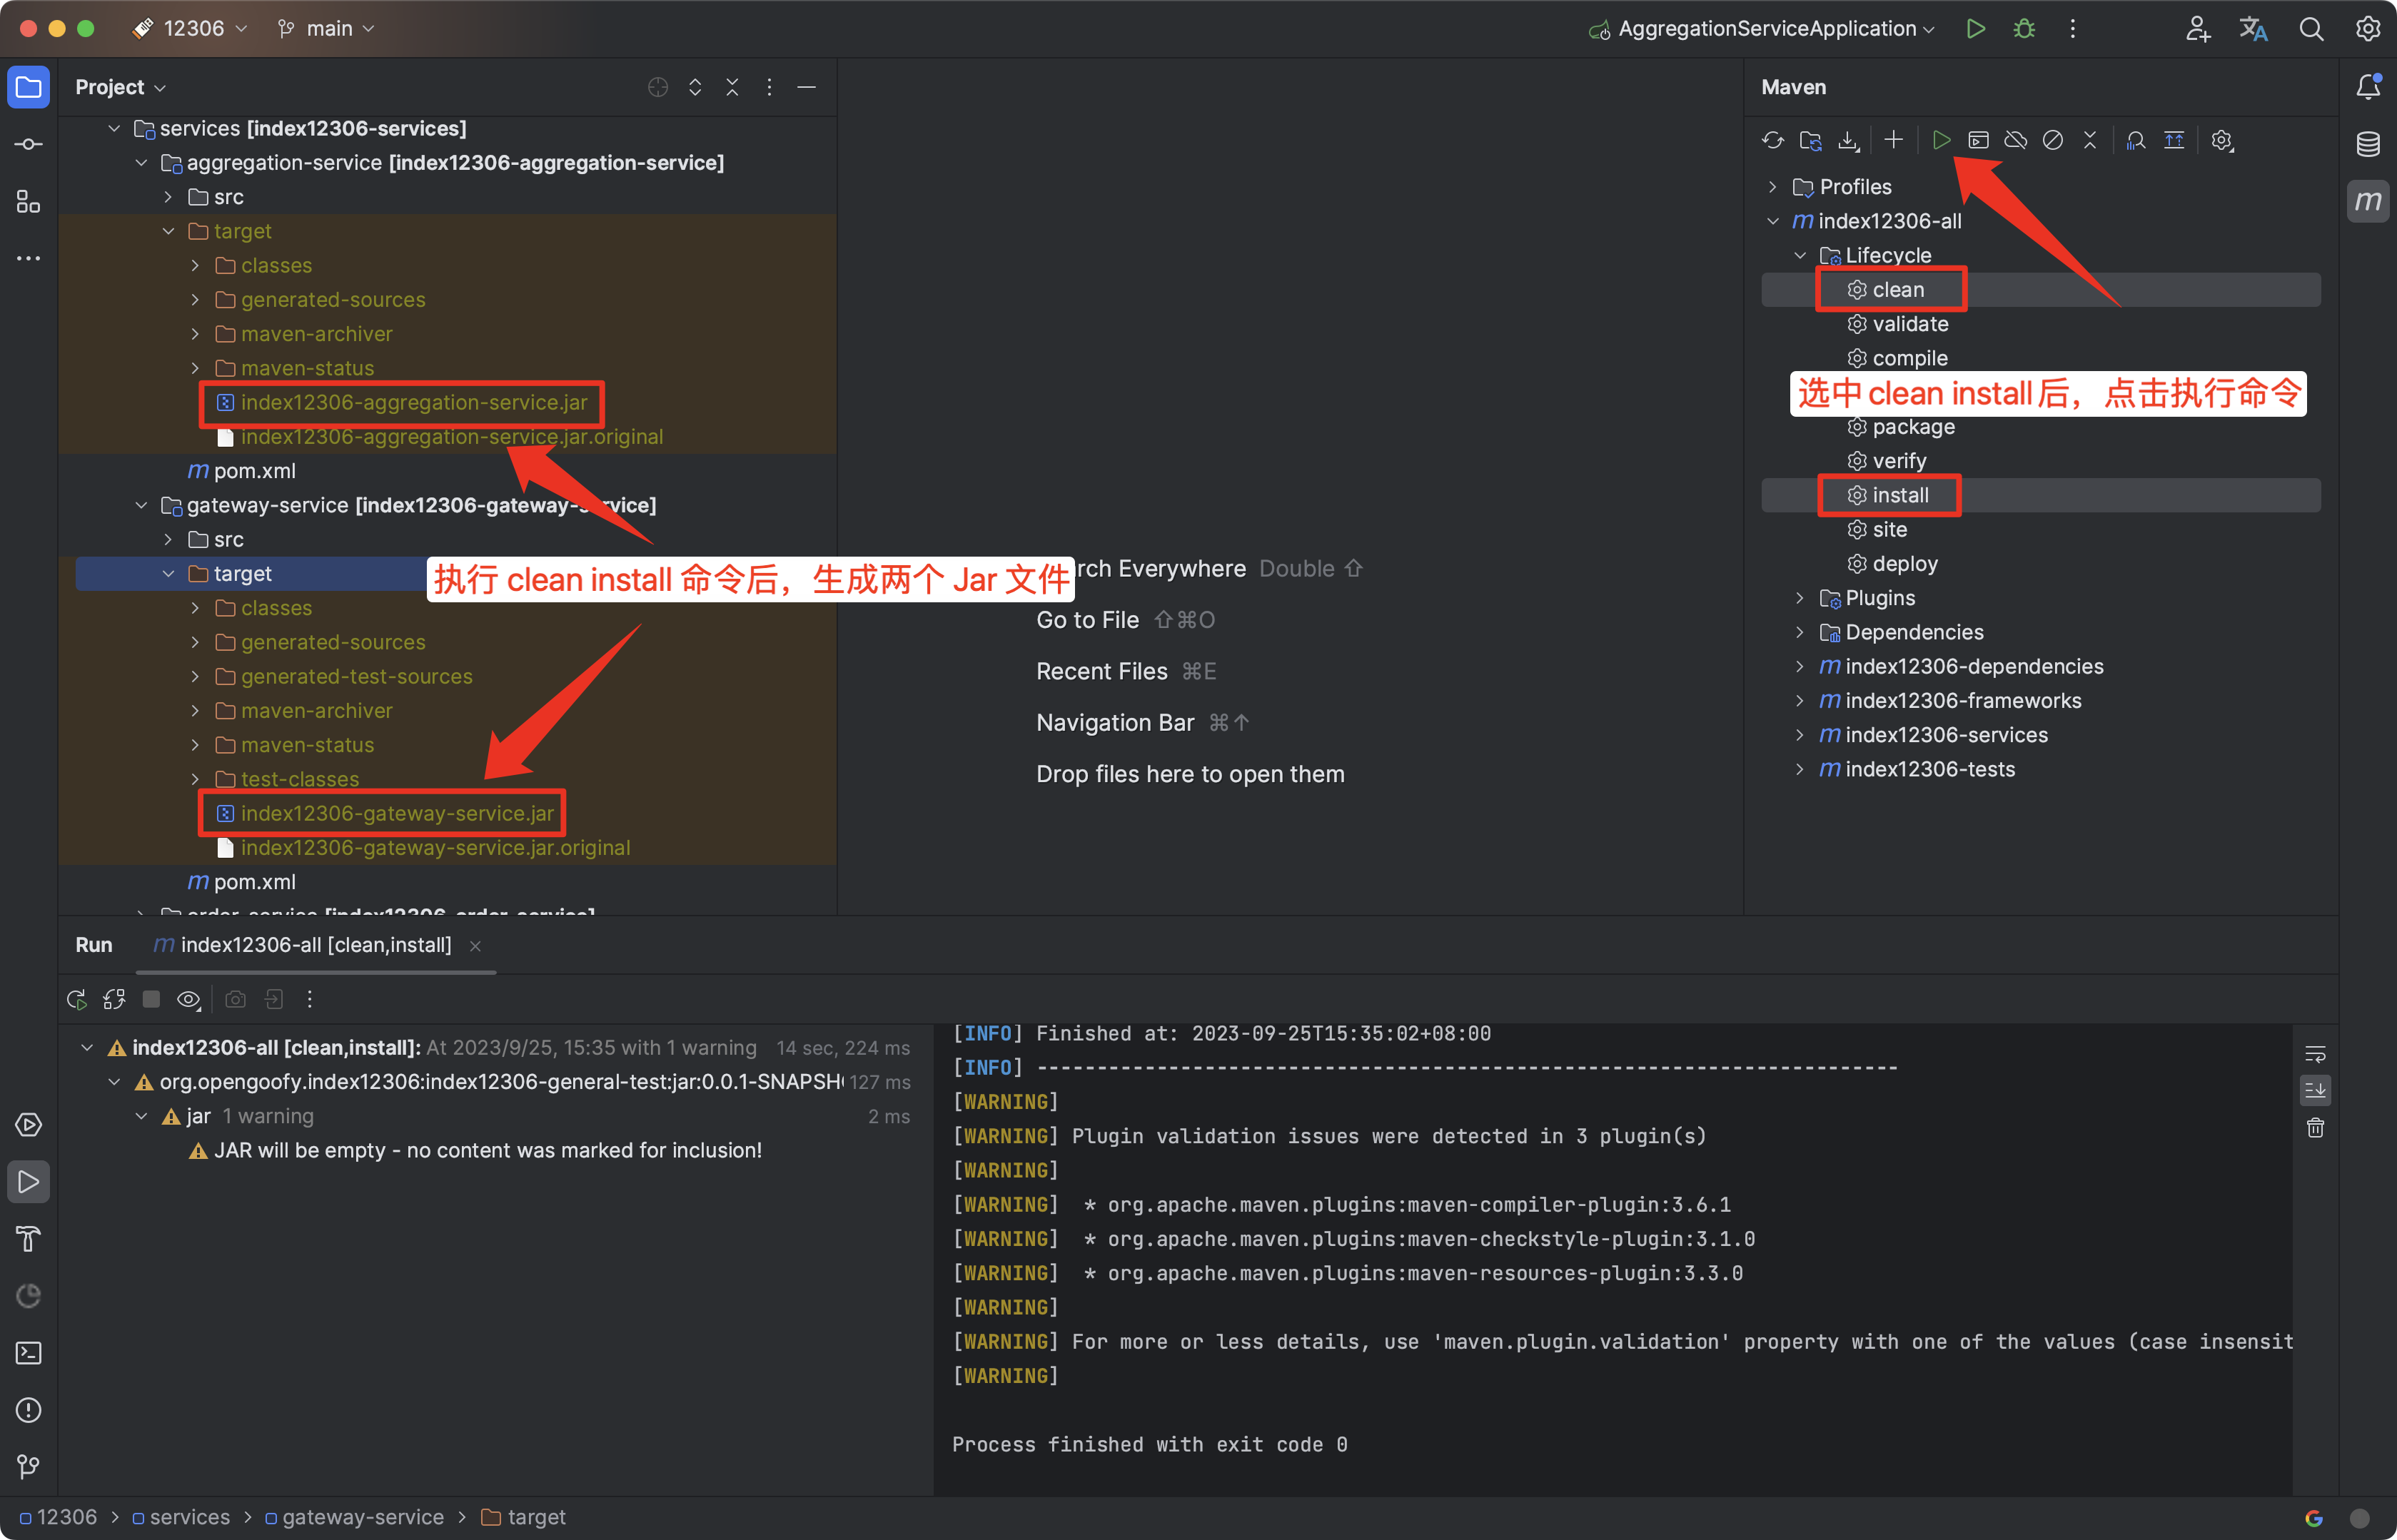 12306
main
AggregationServiceApplication
Project
services [index12306-services]
aggregation-service [index12306-aggregation-service]
src
target
classes
generated-sources
maven-archiver
maven-status
index12306-aggregation-service.jar
index12306-aggregation-service.jar.original
pom.xml
gateway-service [index12306-gateway-service]
src
target
执行 clean install 命令后，生成两个 Jar 文件
classes
generated-sources
generated-test-sources
maven-archiver
maven-status
test-classes
index12306-gateway-service.jar
index12306-gateway-service.jar.original
pom.xml
order-service [index12306-order-service]
rch Everywhere Double ⇧
Go to File ⇧⌘O
Recent Files ⌘E
Navigation Bar ⌘↑
Drop files here to open them
Maven
Profiles
index12306-all
Lifecycle
clean
validate
compile
选中 clean install 后，点击执行命令
package
verify
install
site
deploy
Plugins
Dependencies
index12306-dependencies
index12306-frameworks
index12306-services
index12306-tests
Run
index12306-all [clean,install]
index12306-all [clean,install]: At 2023/9/25, 15:35 with 1 warning 14 sec, 224 ms
org.opengoofy.index12306:index12306-general-test:jar:0.0.1-SNAPSH 127 ms
jar 1 warning 2 ms
JAR will be empty - no content was marked for inclusion!
[INFO] Finished at: 2023-09-25T15:35:02+08:00
[INFO] ------------------------------------------------------------------------
[WARNING]
[WARNING] Plugin validation issues were detected in 3 plugin(s)
[WARNING]
[WARNING]  * org.apache.maven.plugins:maven-compiler-plugin:3.6.1
[WARNING]  * org.apache.maven.plugins:maven-checkstyle-plugin:3.1.0
[WARNING]  * org.apache.maven.plugins:maven-resources-plugin:3.3.0
[WARNING]
[WARNING] For more or less details, use 'maven.plugin.validation' property with one of the values (case insensit
[WARNING]
Process finished with exit code 0
12306 > services > gateway-service > target